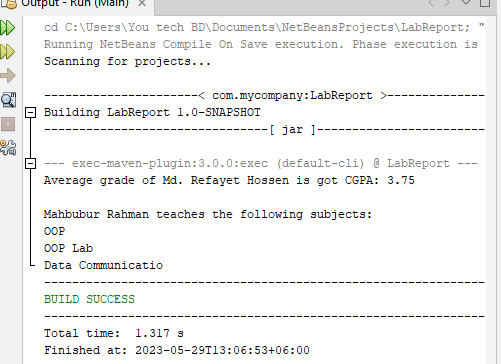 Output - Run (Main)
cd C:\Users\You tech BD\Documents\NetBeansProjects\LabReport; "
Running NetBeans Compile On Save execution. Phase execution is
Scanning for projects...
---------------------< com.mycompany:LabReport >--------------
Building LabReport 1.0-SNAPSHOT
--------------------------------[ jar ]------------------------
--- exec-maven-plugin:3.0.0:exec (default-cli) @ LabReport ---
Average grade of Md. Refayet Hossen is got CGPA: 3.75
Mahbubur Rahman teaches the following subjects:
OOP
OOP Lab
Data Communicatio
------------------------------------------------------------
BUILD SUCCESS
------------------------------------------------------------
Total time:  1.317 s
Finished at: 2023-05-29T13:06:53+06:00